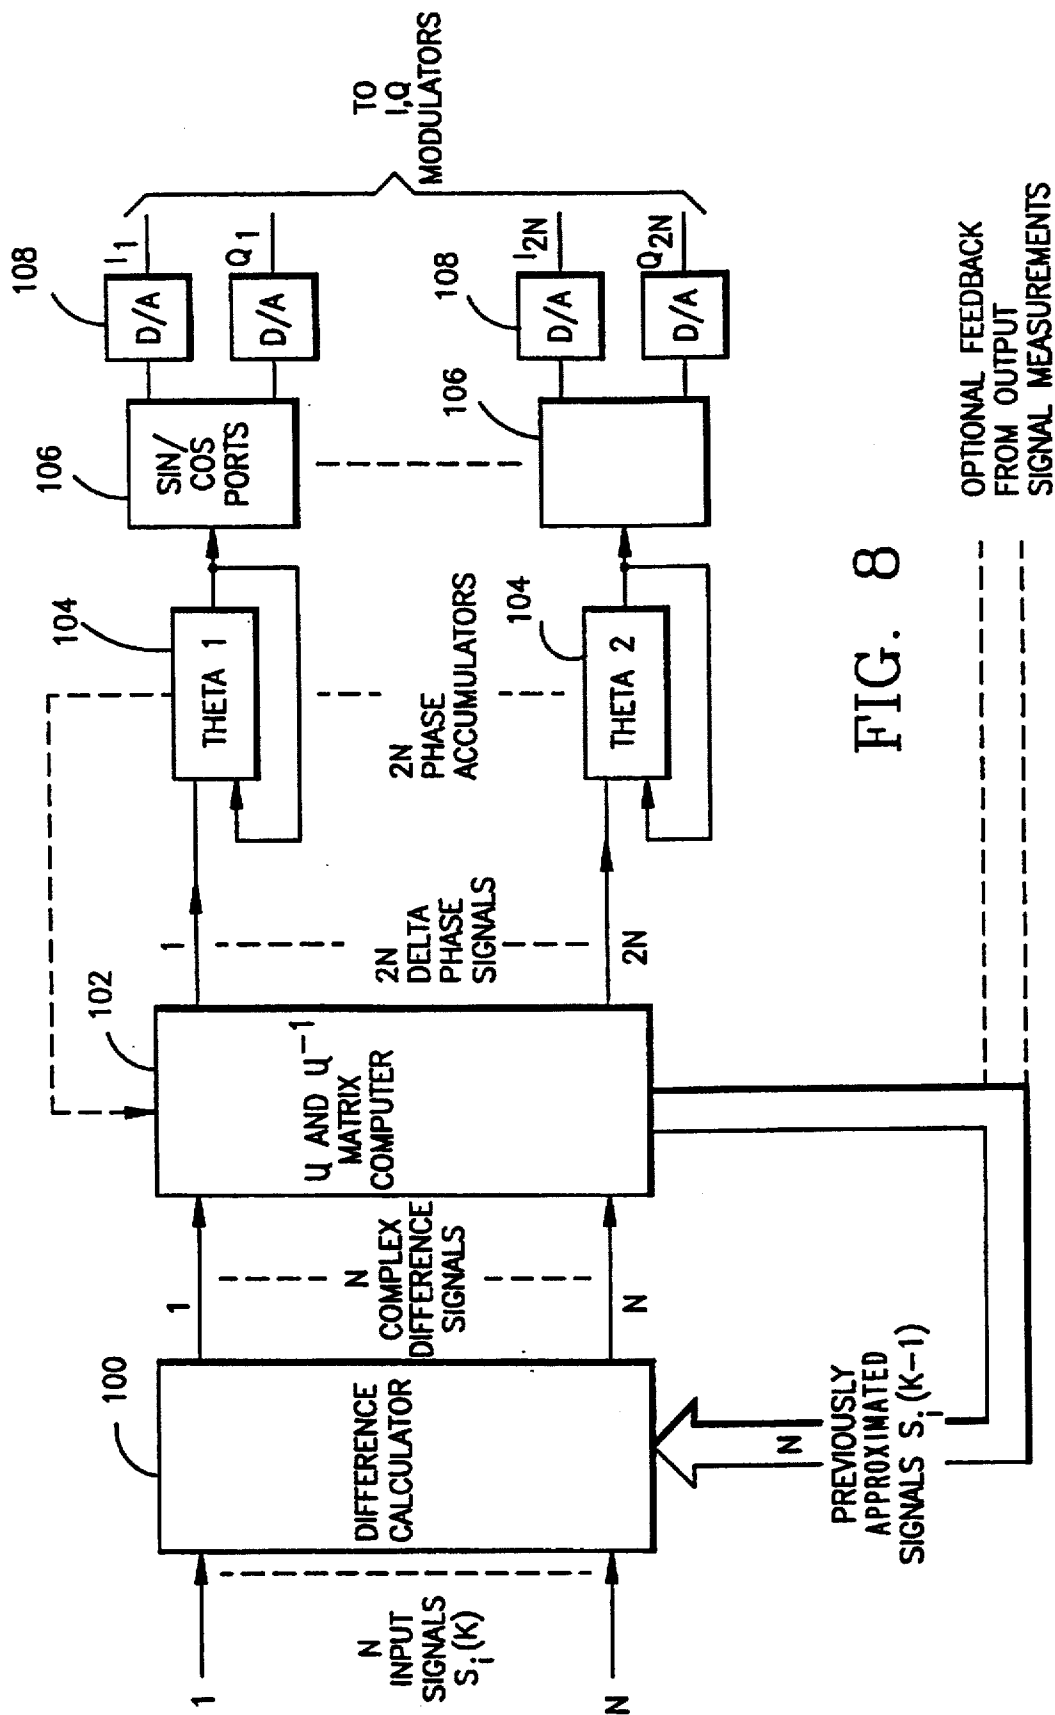 1
N
N
INPUT
SIGNALS
Si(K)
100
DIFFERENCE
CALCULATOR
1
N
N
COMPLEX
DIFFERENCE
SIGNALS
N
PREVIOUSLY
APPROXIMATED
SIGNALS Si(K-1)
102
U AND U-1
MATRIX
COMPUTER
1
2N
DELTA
PHASE
SIGNALS
2N
104
THETA 1
2N
PHASE
ACCUMULATORS
104
THETA 2
106
SIN/
COS
PORTS
106
108
D/A
I1
D/A
Q1
108
D/A
I2N
D/A
Q2N
TO
I,Q
MODULATORS
FIG. 8
OPTIONAL FEEDBACK
FROM OUTPUT
SIGNAL MEASUREMENTS